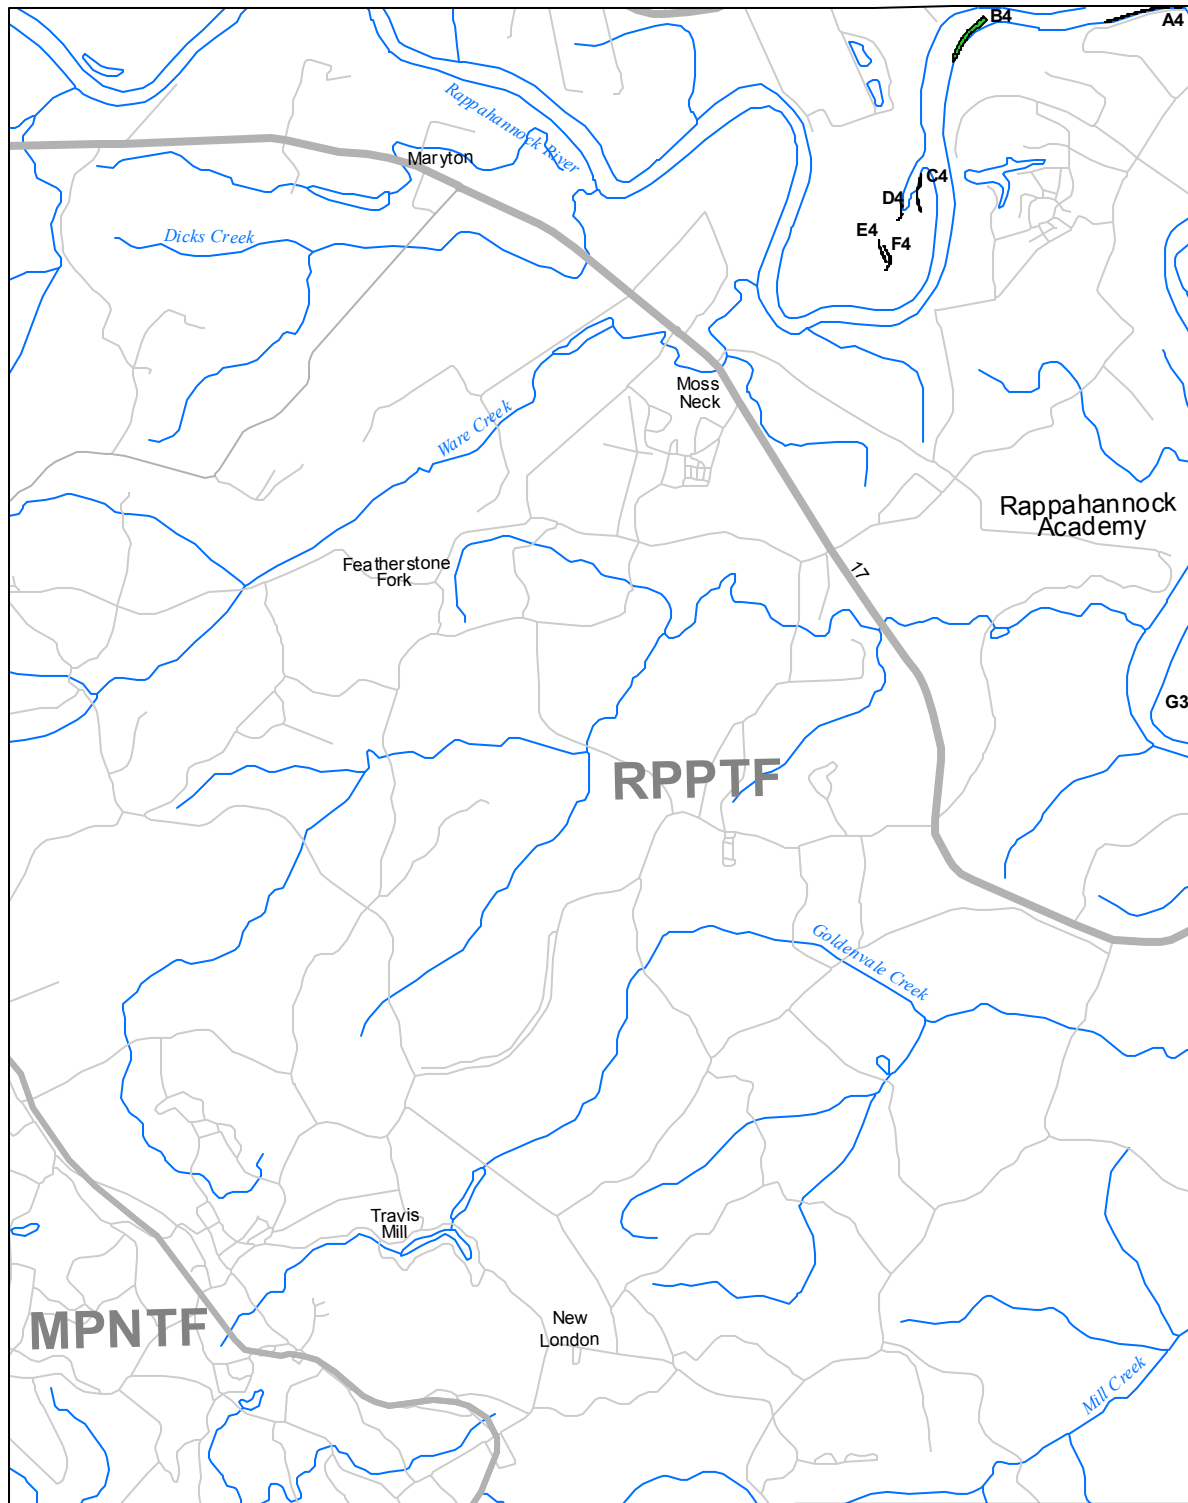 B4
A4
Rappahannock River
Maryton
C4
D4
Dicks Creek
E4
F4
Moss
Neck
Ware Creek
Rappahannock
Academy
Featherstone
Fork
17
G3
RPPTF
Goldenvale Creek
Travis
Mill
MPNTF
New
London
Mill Creek